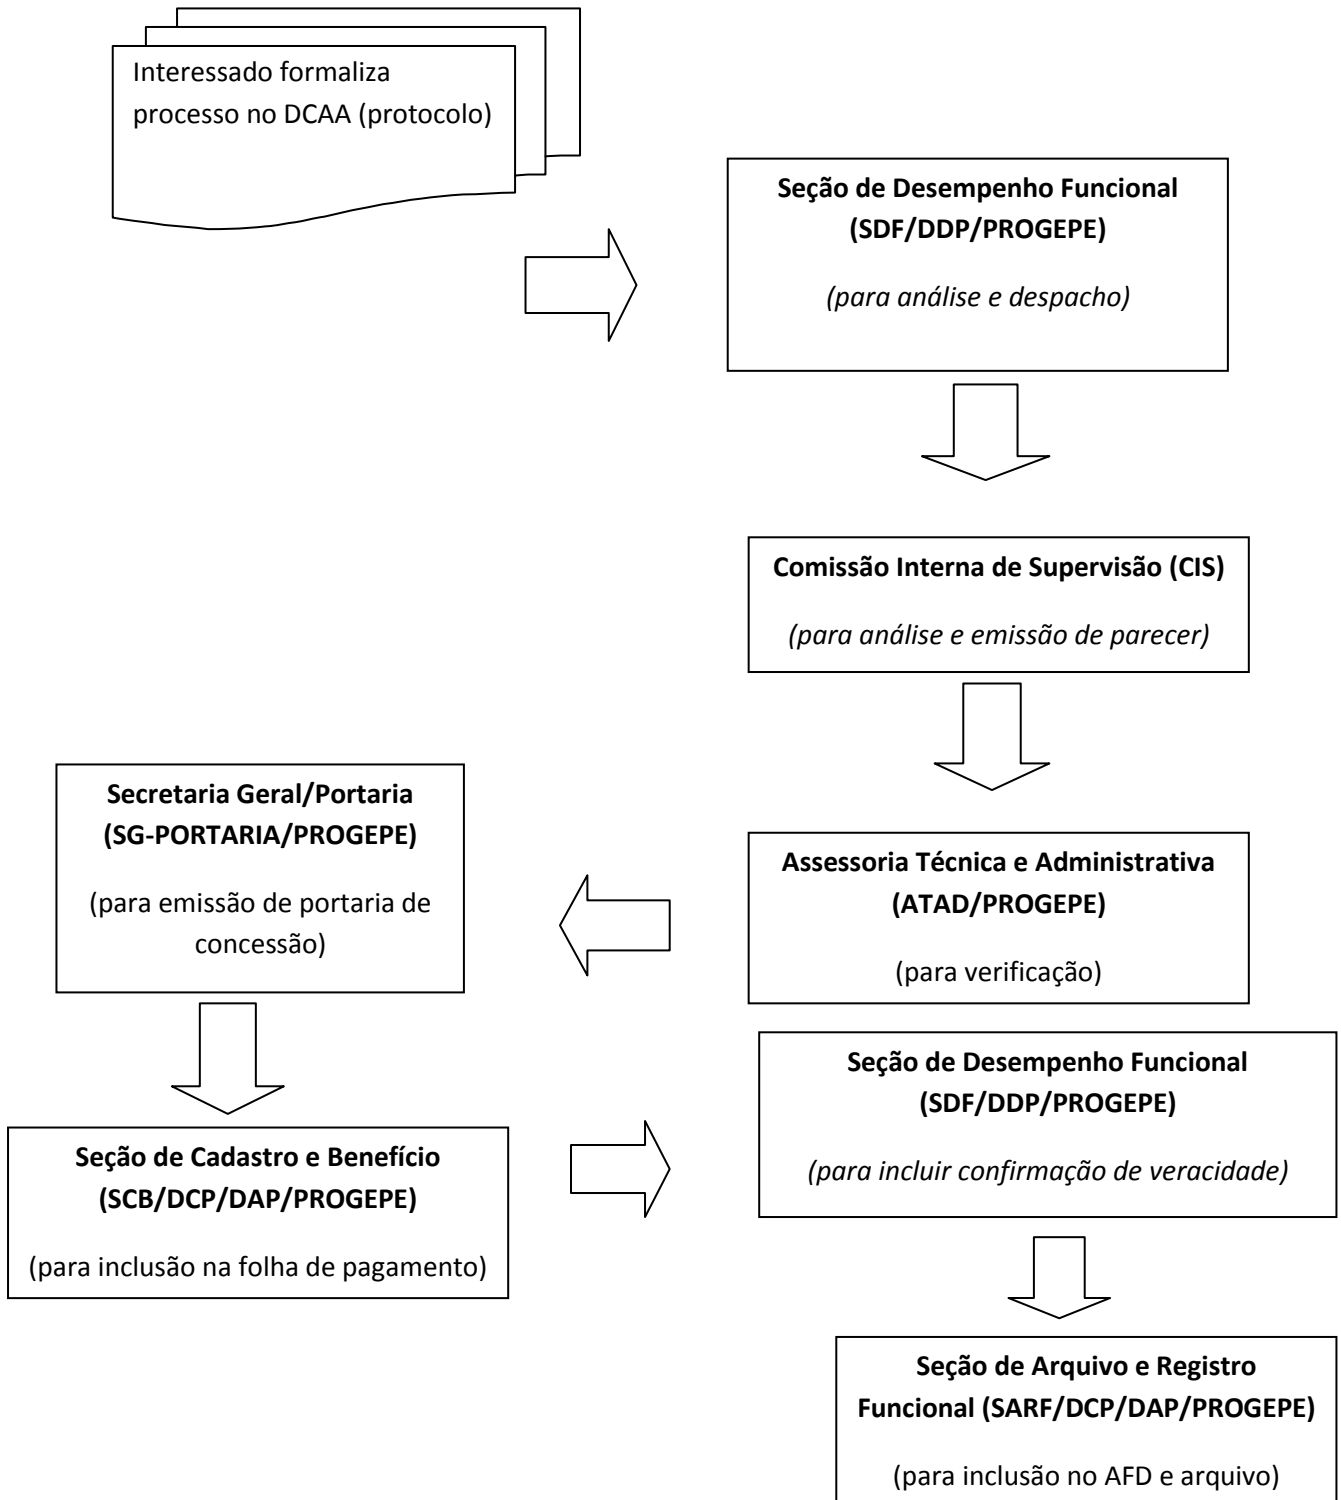 Interessado formaliza
processo no DCAA (protocolo)
Seção de Desempenho Funcional
(SDF/DDP/PROGEPE)
(para análise e despacho)
Comissão Interna de Supervisão (CIS)
(para análise e emissão de parecer)
Assessoria Técnica e Administrativa
(ATAD/PROGEPE)
(para verificação)
Secretaria Geral/Portaria
(SG-PORTARIA/PROGEPE)
(para emissão de portaria de
concessão)
Seção de Cadastro e Benefício
(SCB/DCP/DAP/PROGEPE)
(para inclusão na folha de pagamento)
Seção de Desempenho Funcional
(SDF/DDP/PROGEPE)
(para incluir confirmação de veracidade)
Seção de Arquivo e Registro
Funcional (SARF/DCP/DAP/PROGEPE)
(para inclusão no AFD e arquivo)